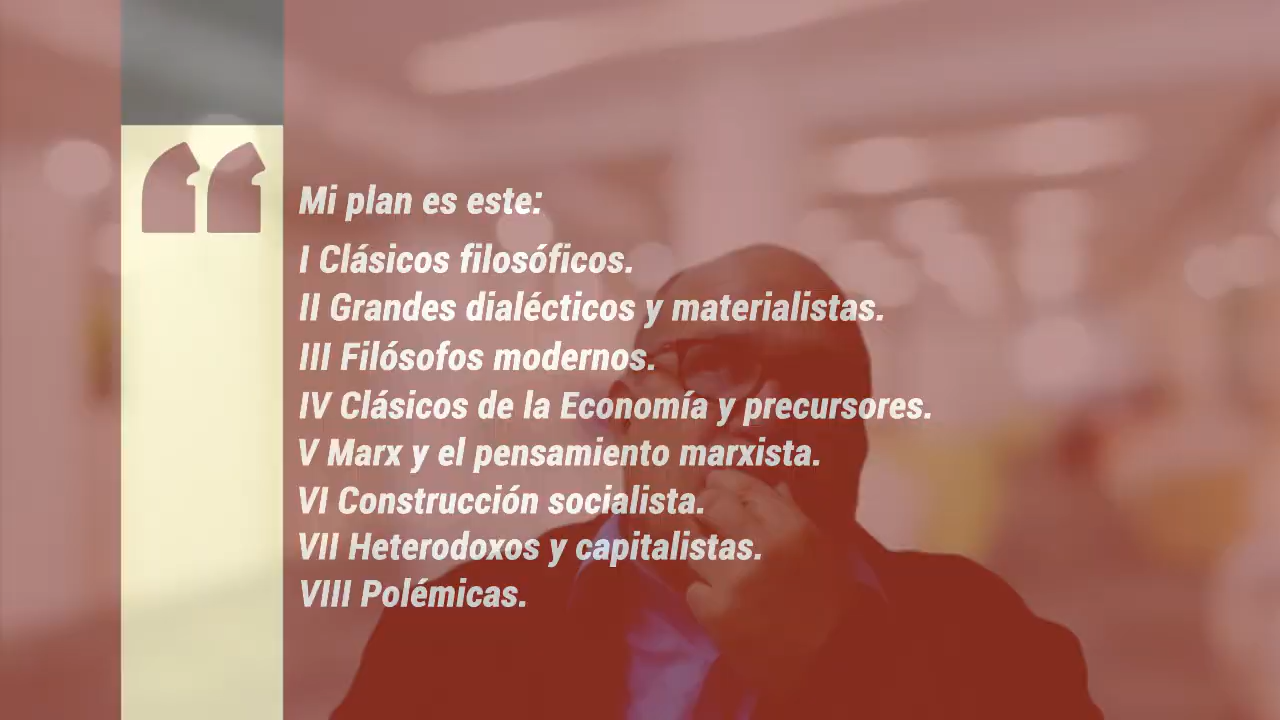 Mi plan es este:
I Clásicos filosóficos.
II Grandes dialécticos y materialistas.
III Filósofos modernos.
IV Clásicos de la Economía y precursores.
V Marx y el pensamiento marxista.
VI Construcción socialista.
VII Heterodoxos y capitalistas.
VIII Polémicas.